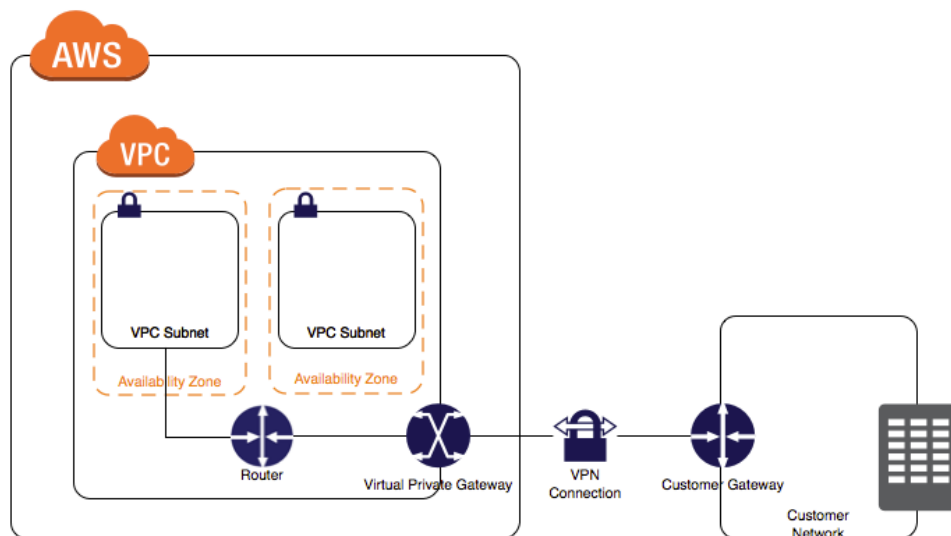 AWS
VPC
VPC Subnet
VPC Subnet
Availability Zone
Availability Zone
Router
Virtual Private Gateway
VPN
Connection
Customer Gateway
Customer
Network